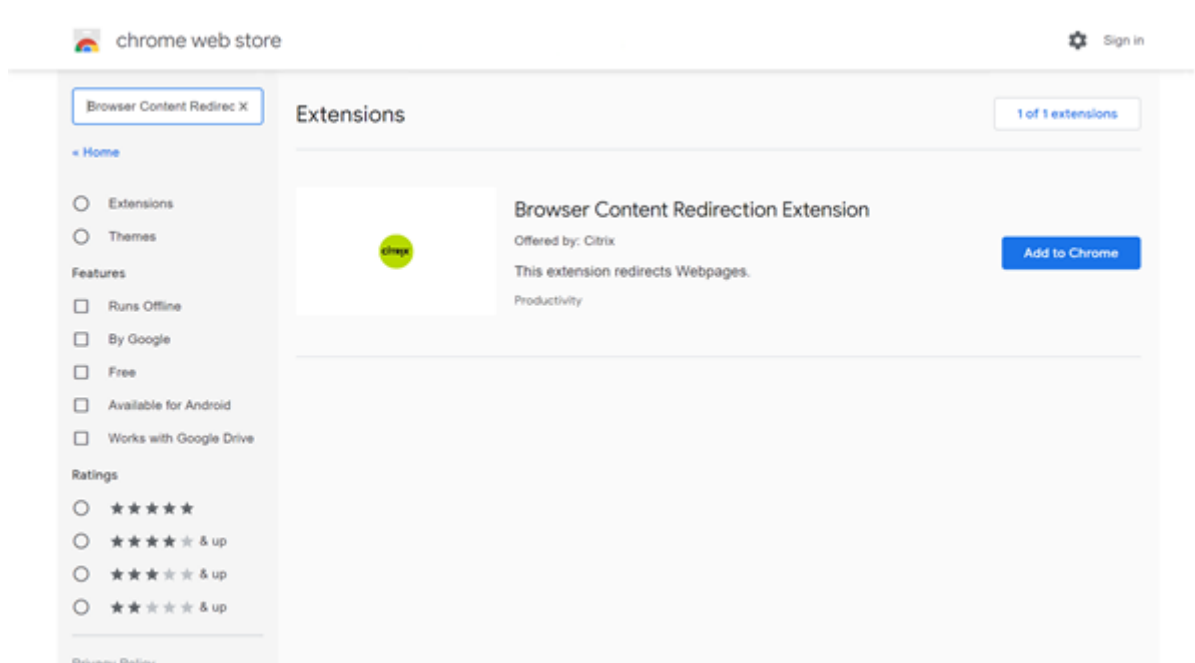 chrome web store
Sign in
Browser Content Redirec
« Home
Extensions
Themes
Features
Runs Offline
By Google
Free
Available for Android
Works with Google Drive
Ratings
& up
& up
& up
Privacy Policy
Extensions
1 of 1 extensions
citrix
Browser Content Redirection Extension
Offered by: Citrix
This extension redirects Webpages.
Productivity
Add to Chrome